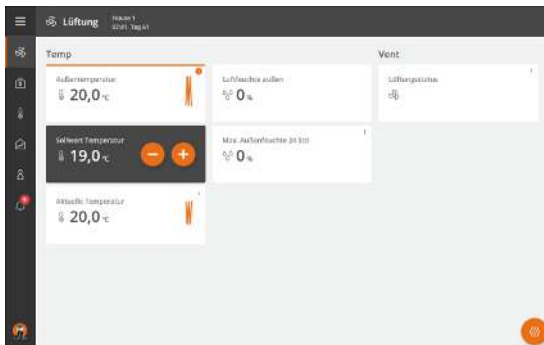 Lüftung
House 1
Temp
Vent
Außentemperatur
20,0 °C
Luftfeuchte außen
0 %
Lüftungsstatus
Sollwert Temperatur
19,0 °C
Max. Außenfeuchte 24 Std
0 %
Aktuelle Temperatur
20,0 °C